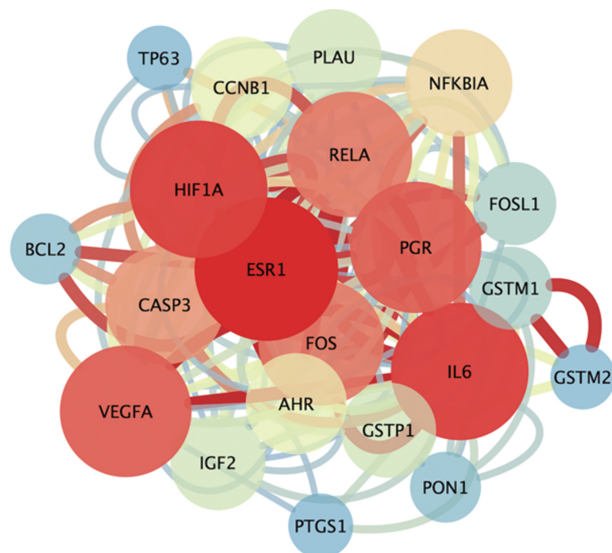 TP63
PLAU
CCNB1
NFKBIA
RELA
HIF1A
FOSL1
BCL2
PGR
ESR1
GSTM1
CASP3
FOS
IL6
GSTM2
AHR
VEGFA
GSTP1
IGF2
PON1
PTGS1